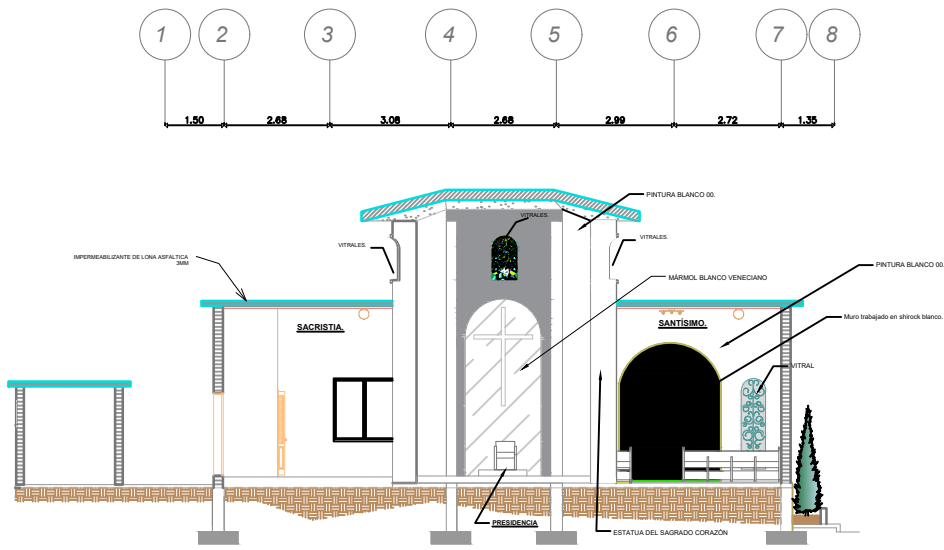 1 2 3 4 5 6 7 8
1.50 2.68 3.08 2.68 2.99 2.72 1.35
PINTURA BLANCO 00.
VITRALES.
VITRALES.
VITRALES.
IMPERMEABILIZANTE DE LONA ASFALTICA
3MM
PINTURA BLANCO 00.
MÁRMOL BLANCO VENECIANO
Muro trabajado en shirock blanco.
SACRISTIA.
SANTÍSIMO.
VITRAL
PRESIDENCIA
ESTATUA DEL SAGRADO CORAZÓN